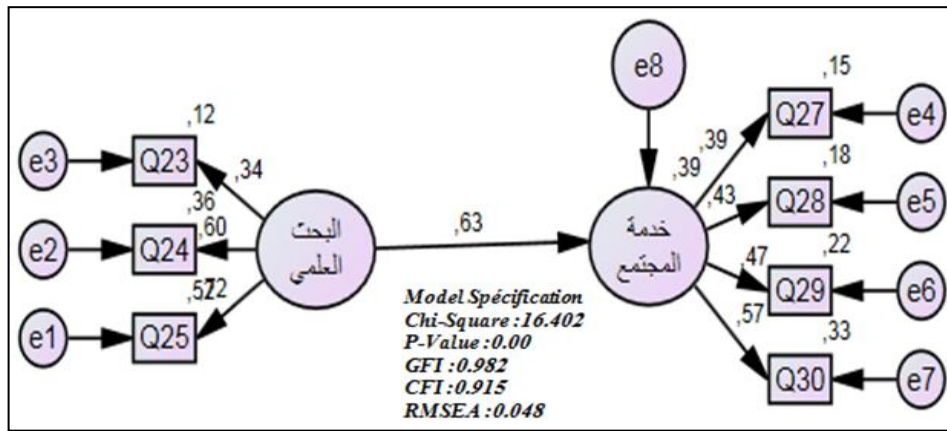 e8
,15
,12
Q27
e4
e3
Q23
,39
,34
,39
,18
,36
,43
Q28
e5
e2
Q24
,60
البحث
العلمي
,63
خدمة
المجتمع
,22
,47
Q29
e6
e1
Q25
,57
,33
Q30
e7
Model Spécification
Chi-Square :16.402
P-Value :0.00
GFI :0.982
CFI :0.915
RMSEA :0.048